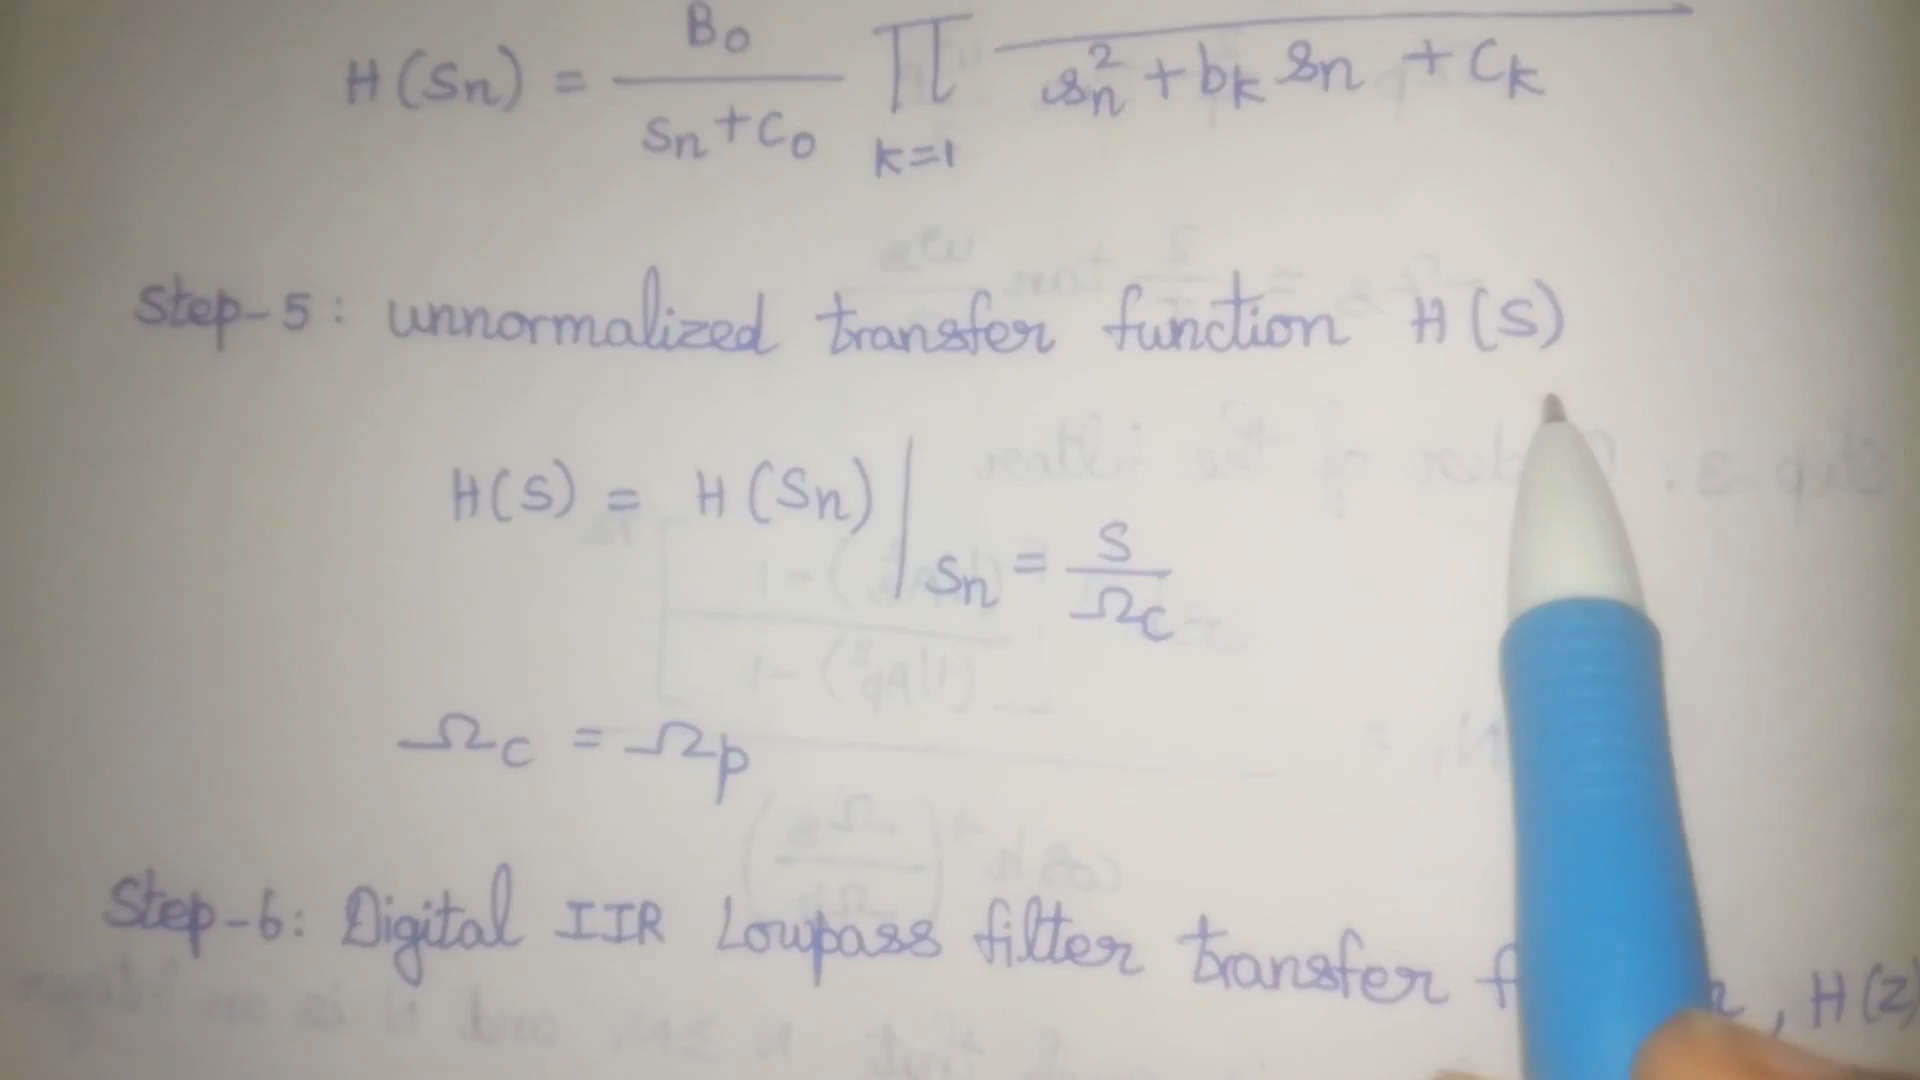 H(Sn) = B0 / (Sn + C0) ∏ k=1 / (Sn² + bk Sn + Ck)
Step-5: unnormalized transfer function H(S)
H(S) = H(Sn) | Sn = S / Ωc
Ωc = Ωp
Step-6: Digital IIR Lowpass filter transfer , H(Z)